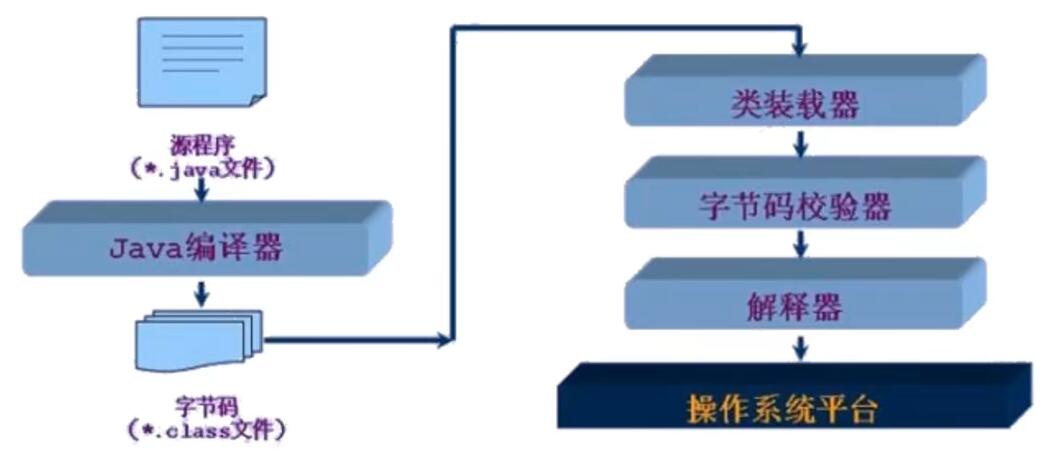 源程序
（*.java文件）
Java编译器
字节码
（*.class文件）
类装载器
字节码校验器
解释器
操作系统平台